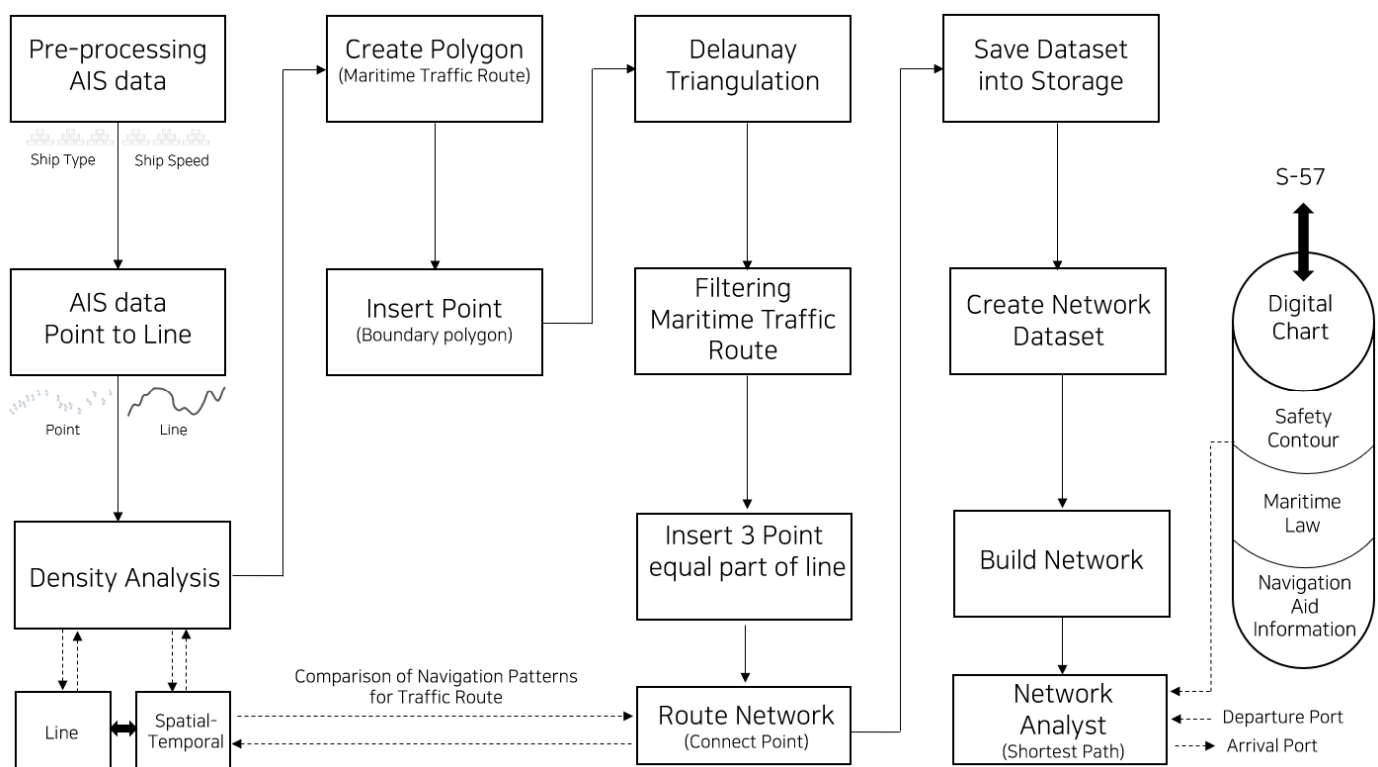 Pre-processing
AIS data
Ship Type
Ship Speed
AIS data
Point to Line
Point
Line
Density Analysis
Line
Spatial-
Temporal
Create Polygon
(Maritime Traffic Route)
Insert Point
(Boundary polygon)
Comparison of Navigation Patterns
for Traffic Route
Delaunay
Triangulation
Filtering
Maritime Traffic
Route
Insert 3 Point
equal part of line
Route Network
(Connect Point)
Save Dataset
into Storage
Create Network
Dataset
Build Network
Network
Analyst
(Shortest Path)
S-57
Digital
Chart
Safety
Contour
Maritime
Law
Navigation
Aid
Information
Departure Port
Arrival Port